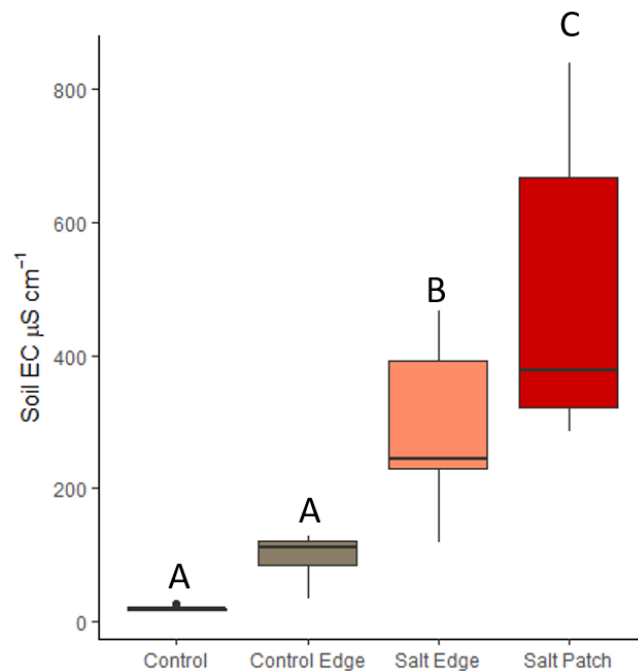 C
800
600
B
400
200
A
A
0
Soil EC µS cm⁻¹
Control
Control Edge
Salt Edge
Salt Patch